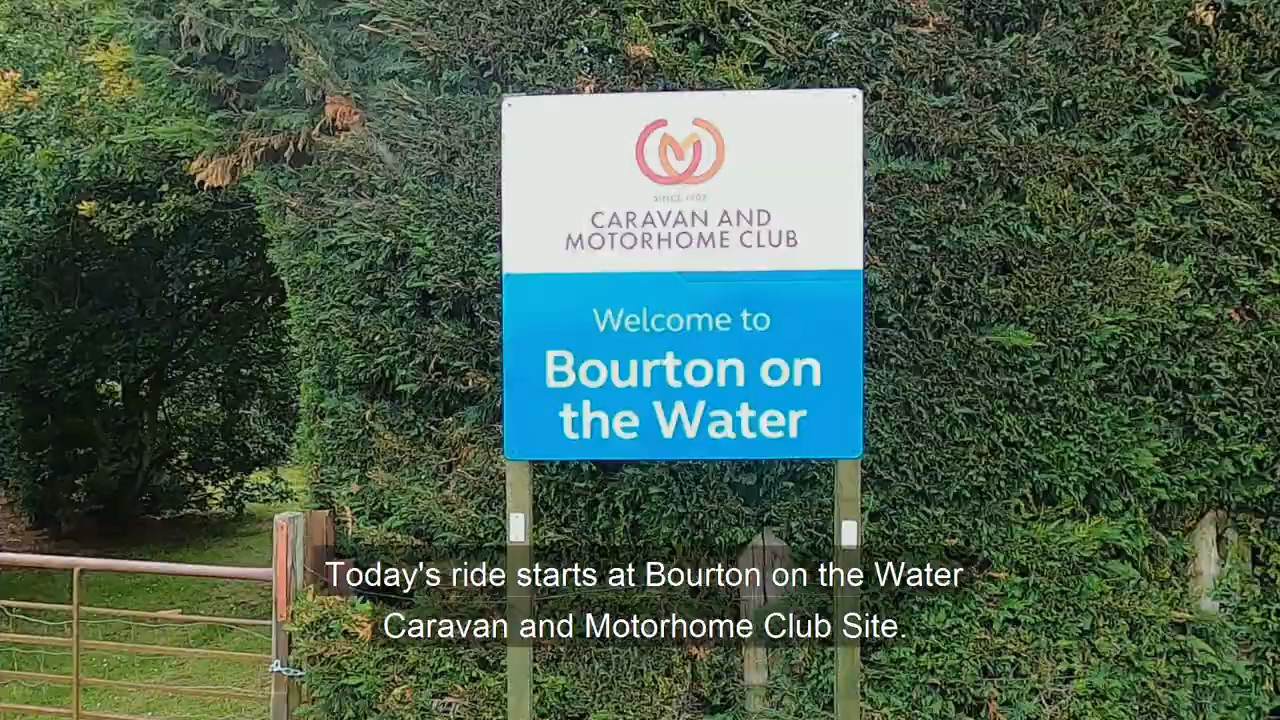 SINCE 1907
CARAVAN AND
MOTORHOME CLUB
Welcome to
Bourton on
the Water
Today's ride starts at Bourton on the Water
Caravan and Motorhome Club Site.